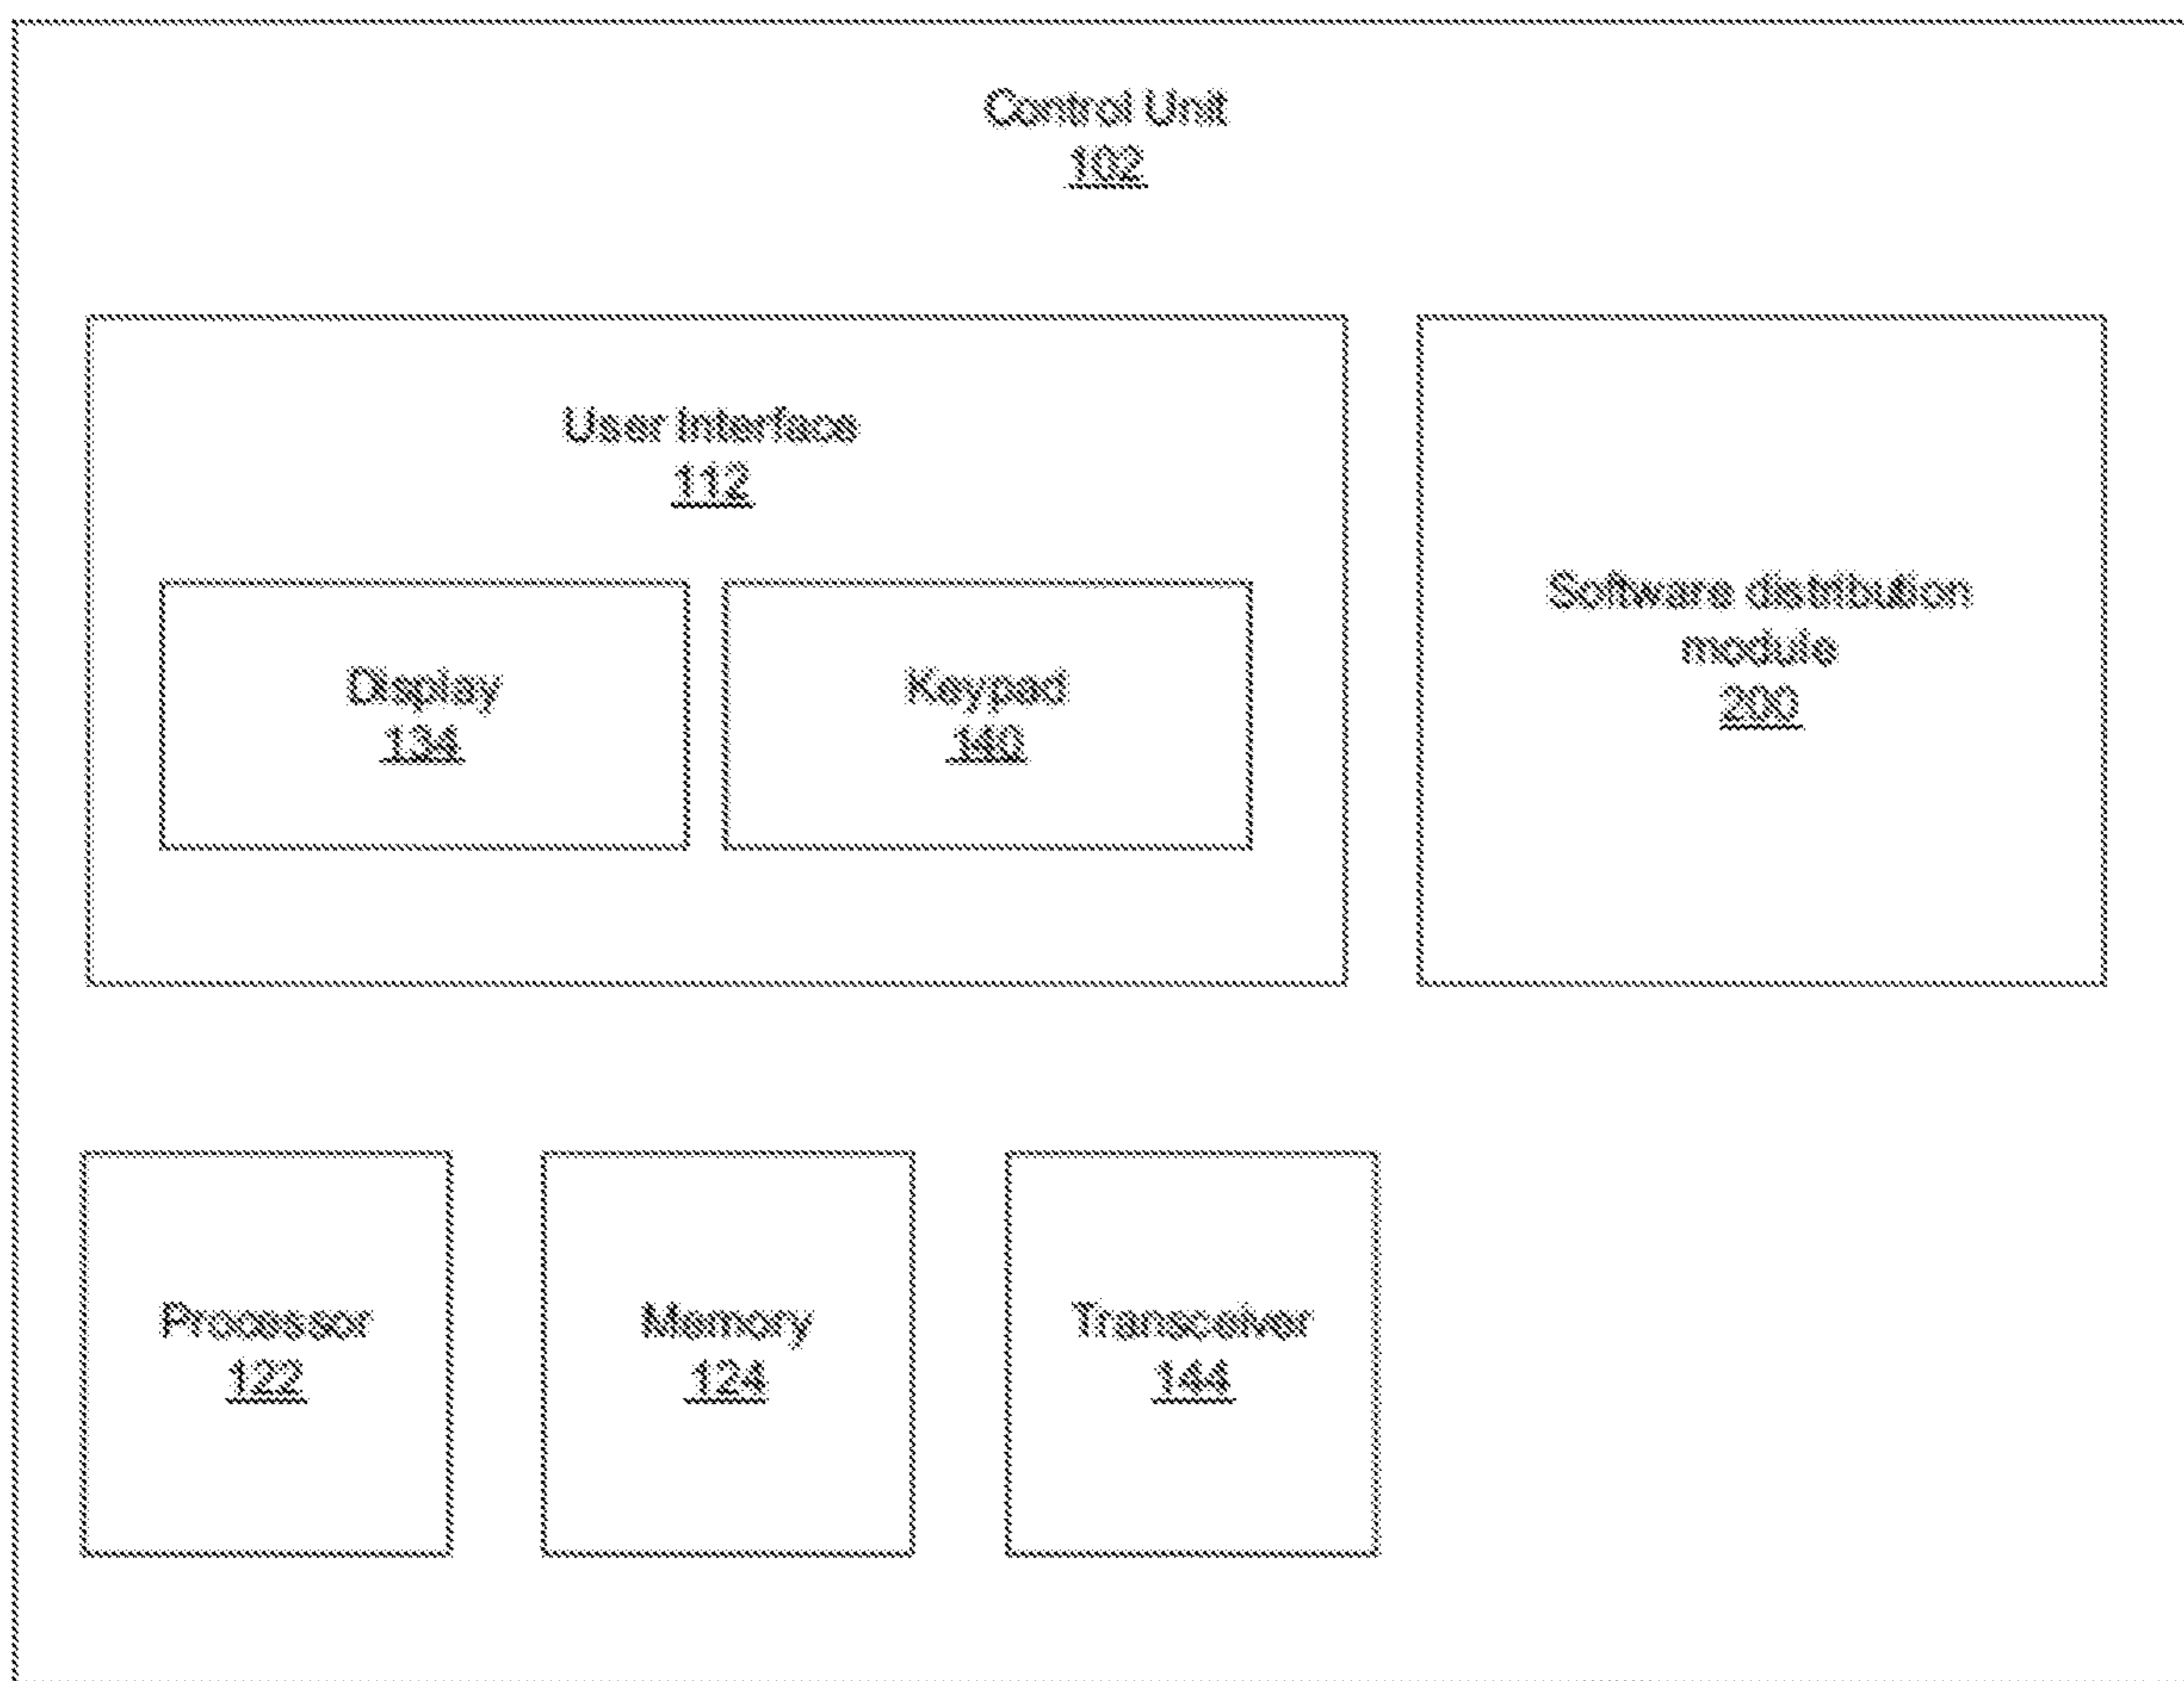 Control Unit
102
User Interface
112
Display
134
Keypad
140
Software distribution
module
200
Processor
122
Memory
124
Transceiver
144